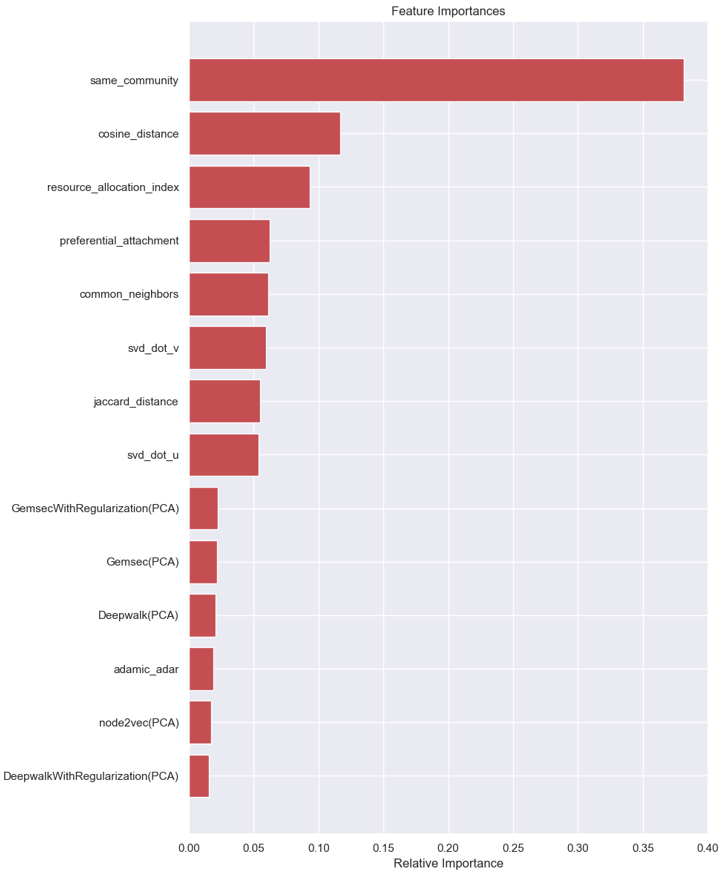 Feature Importances
same_community
cosine_distance
resource_allocation_index
preferential_attachment
common_neighbors
svd_dot_v
jaccard_distance
svd_dot_u
GemsecWithRegularization(PCA)
Gemsec(PCA)
Deepwalk(PCA)
adamic_adar
node2vec(PCA)
DeepwalkWithRegularization(PCA)
0.00 0.05 0.10 0.15 0.20 0.25 0.30 0.35 0.40
Relative Importance